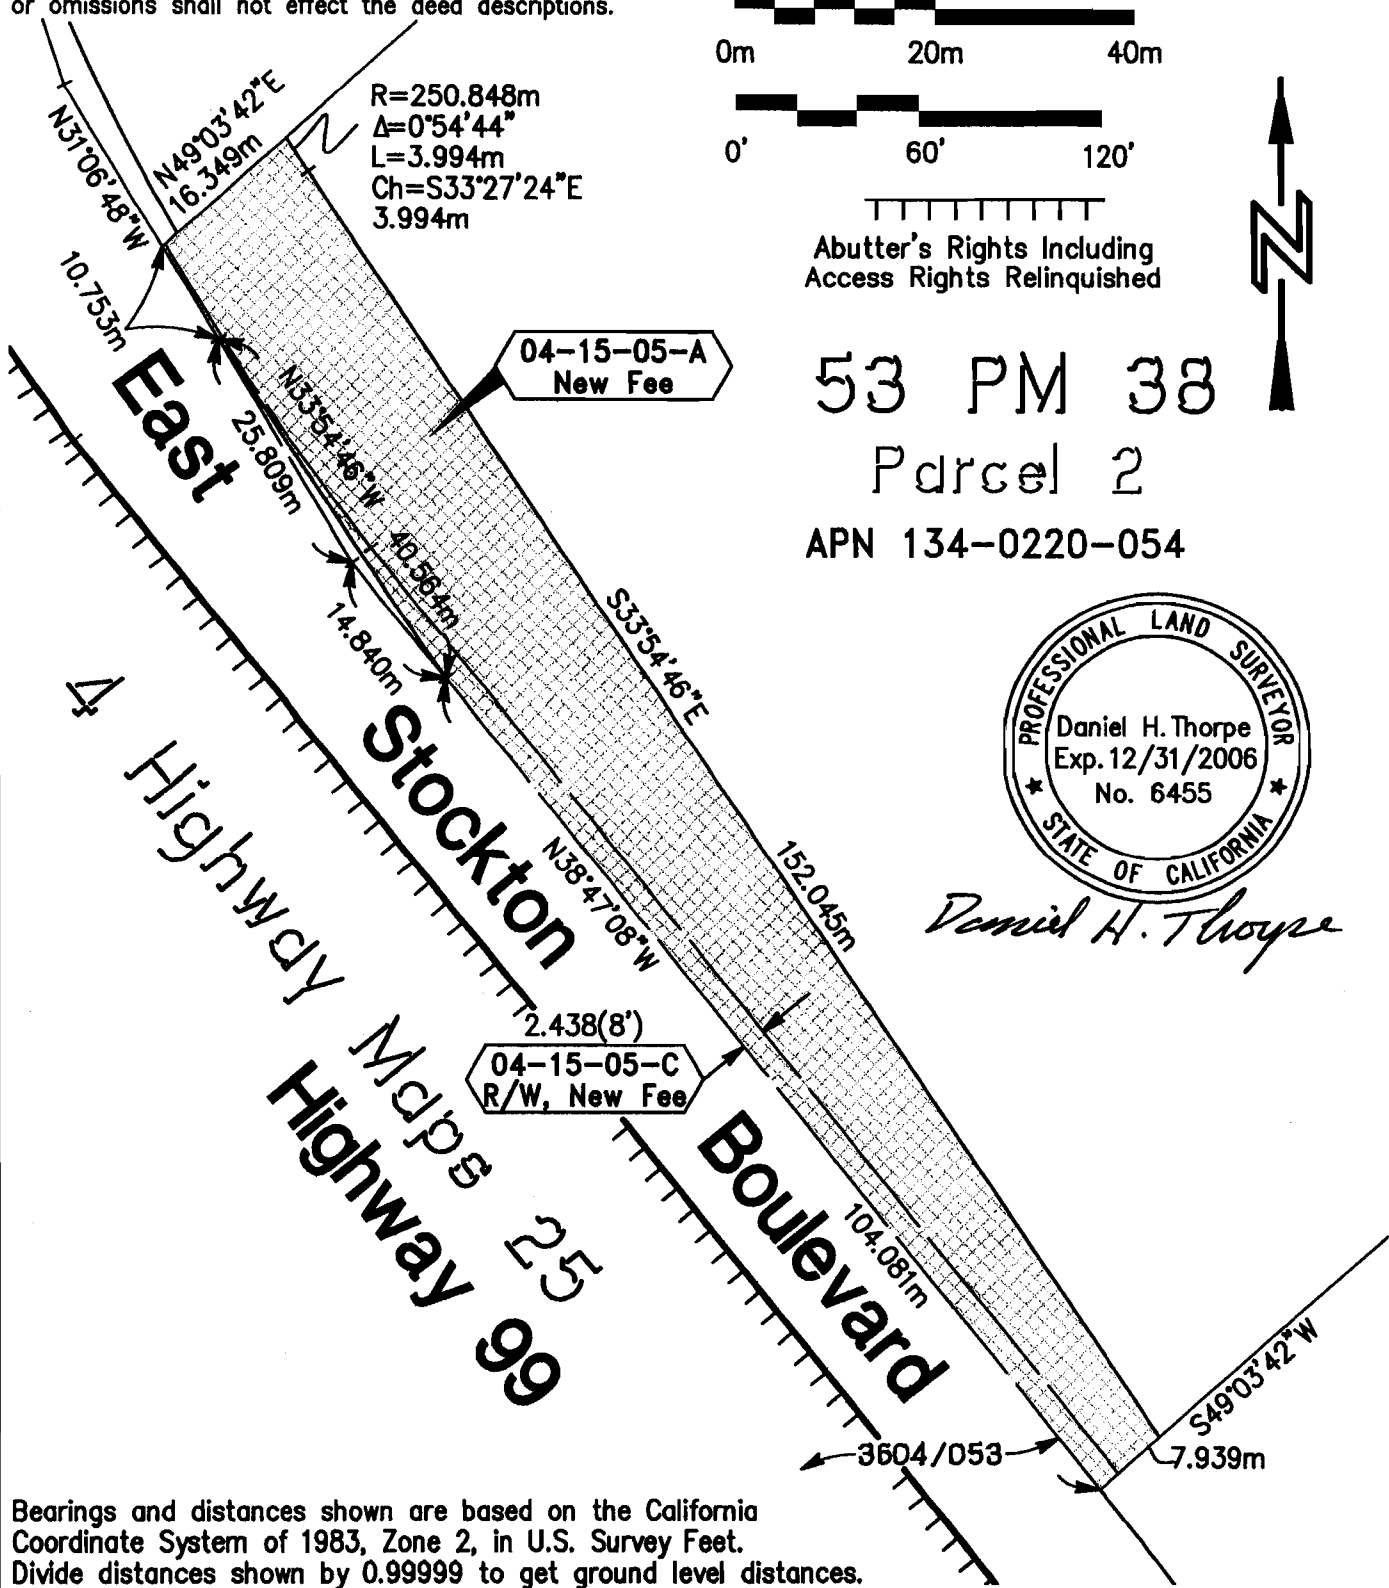 or omissions shall not effect the deed descriptions.
0m 20m 40m
0' 60' 120'
Abutter's Rights Including
Access Rights Relinquished
R=250.848m
Δ=0°54'44"
L=3.994m
Ch=S33°27'24"E
3.994m
N49°03'42"E
16.349m
N31°06'48"W
10.753m
04-15-05-A
New Fee
53 PM 38
Parcel 2
APN 134-0220-054
N33°54'46"W 40.564m
25.809m
14.840m
S33°54'46"E
152.045m
PROFESSIONAL LAND SURVEYOR
Daniel H. Thorpe
Exp. 12/31/2006
No. 6455
STATE OF CALIFORNIA
Daniel H. Thorpe
East Stockton Boulevard
4 Highway Maps 25
Highway 99
N38°47'08"W
104.081m
2.438(8')
04-15-05-C
R/W, New Fee
3604/053
S49°03'42"W
7.939m
Bearings and distances shown are based on the California
Coordinate System of 1983, Zone 2, in U.S. Survey Feet.
Divide distances shown by 0.99999 to get ground level distances.